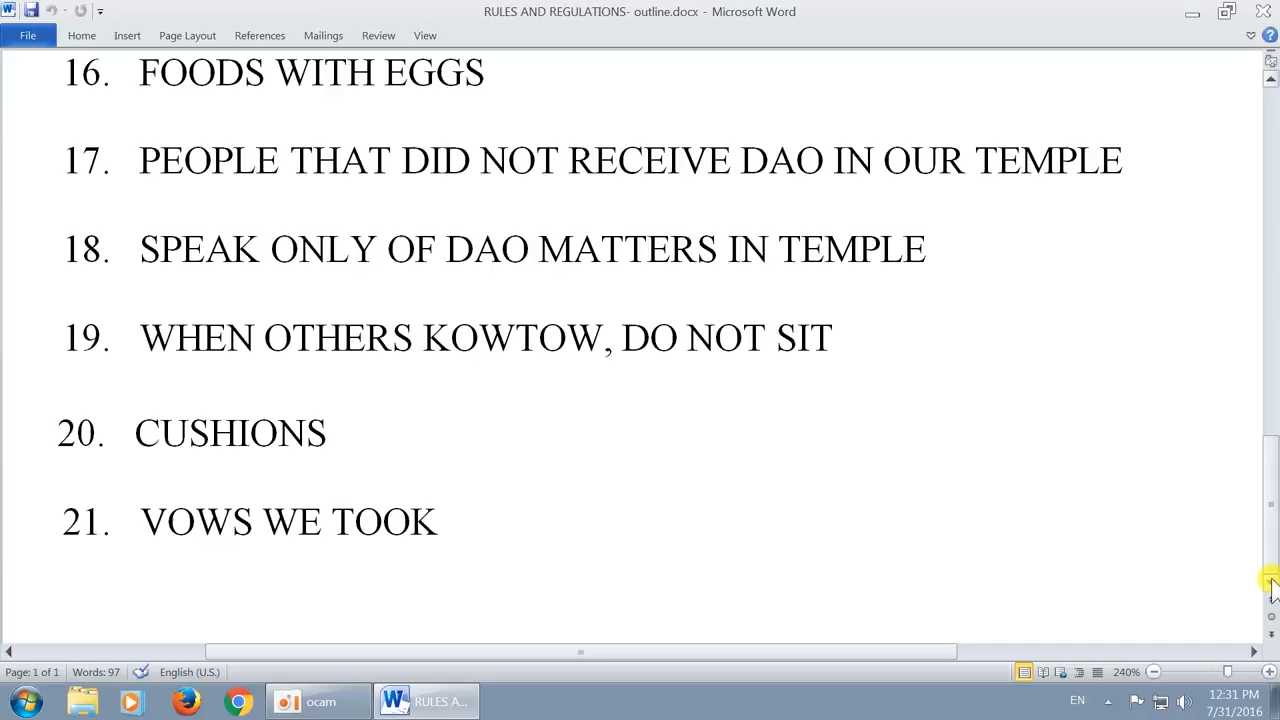 RULES AND REGULATIONS- outline.docx - Microsoft Word
File Home Insert Page Layout References Mailings Review View
16. FOODS WITH EGGS
17. PEOPLE THAT DID NOT RECEIVE DAO IN OUR TEMPLE
18. SPEAK ONLY OF DAO MATTERS IN TEMPLE
19. WHEN OTHERS KOWTOW, DO NOT SIT
20. CUSHIONS
21. VOWS WE TOOK
Page: 1 of 1 Words: 97 English (U.S.) 240%
ocam RULES A... EN 12:31 PM
7/31/2016